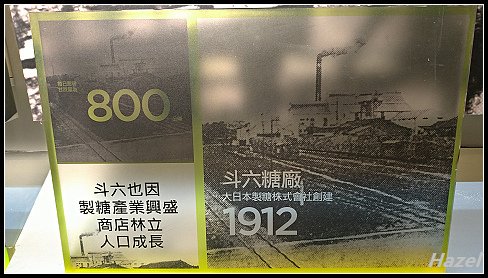 800
斗六也因
製糖產業興盛
商店林立
人口成長
斗六糖廠
大日本製糖株式會社創建
1912
Hazel